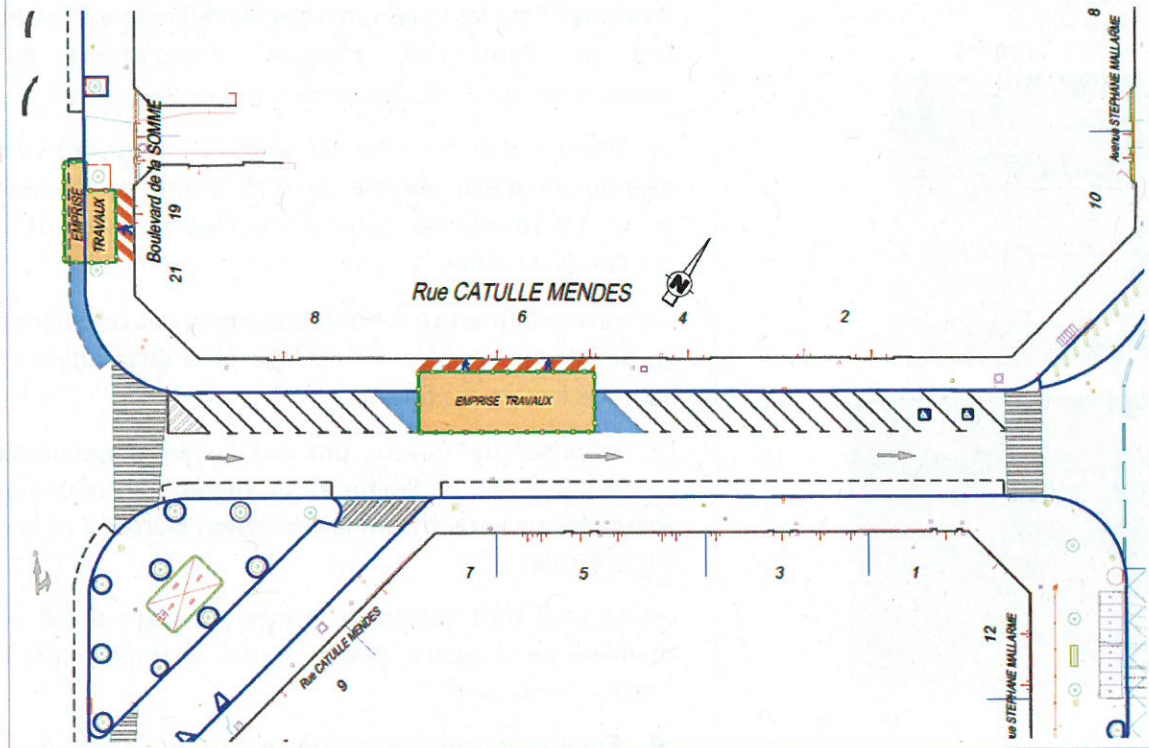 8
Avenue STEPHANE MALLARME
10
Boulevard de la SOMME
EMPRISE
TRAVAUX
19
21
Rue CATULLE MENDES
N
8
6
4
2
EMPRISE TRAVAUX
7
5
3
1
Rue CATULLE MENDES
9
12
STEPHANE MALLARME